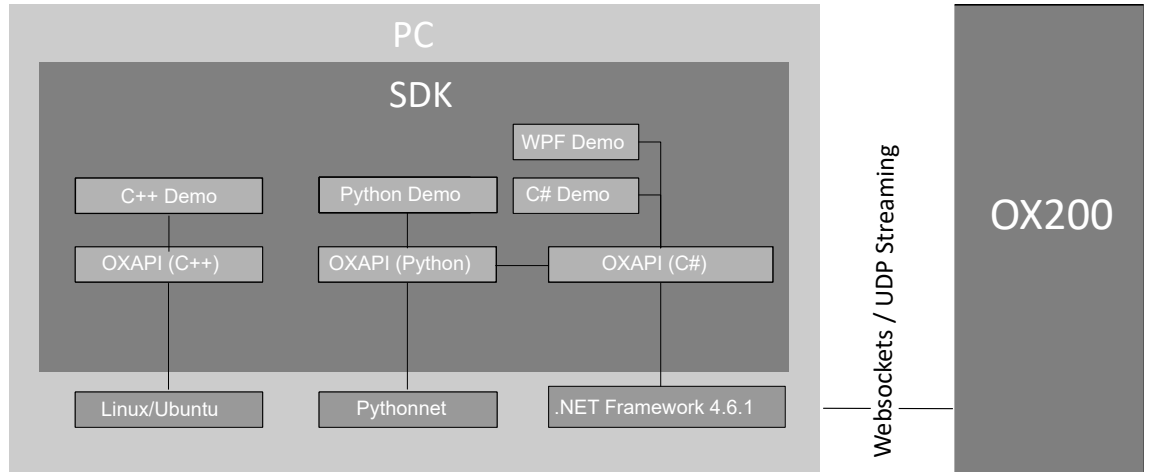 PC
SDK
WPF Demo
C++ Demo
Python Demo
C# Demo
OXAPI (C++)
OXAPI (Python)
OXAPI (C#)
Linux/Ubuntu
Pythonnet
.NET Framework 4.6.1
Websockets / UDP Streaming
OX200